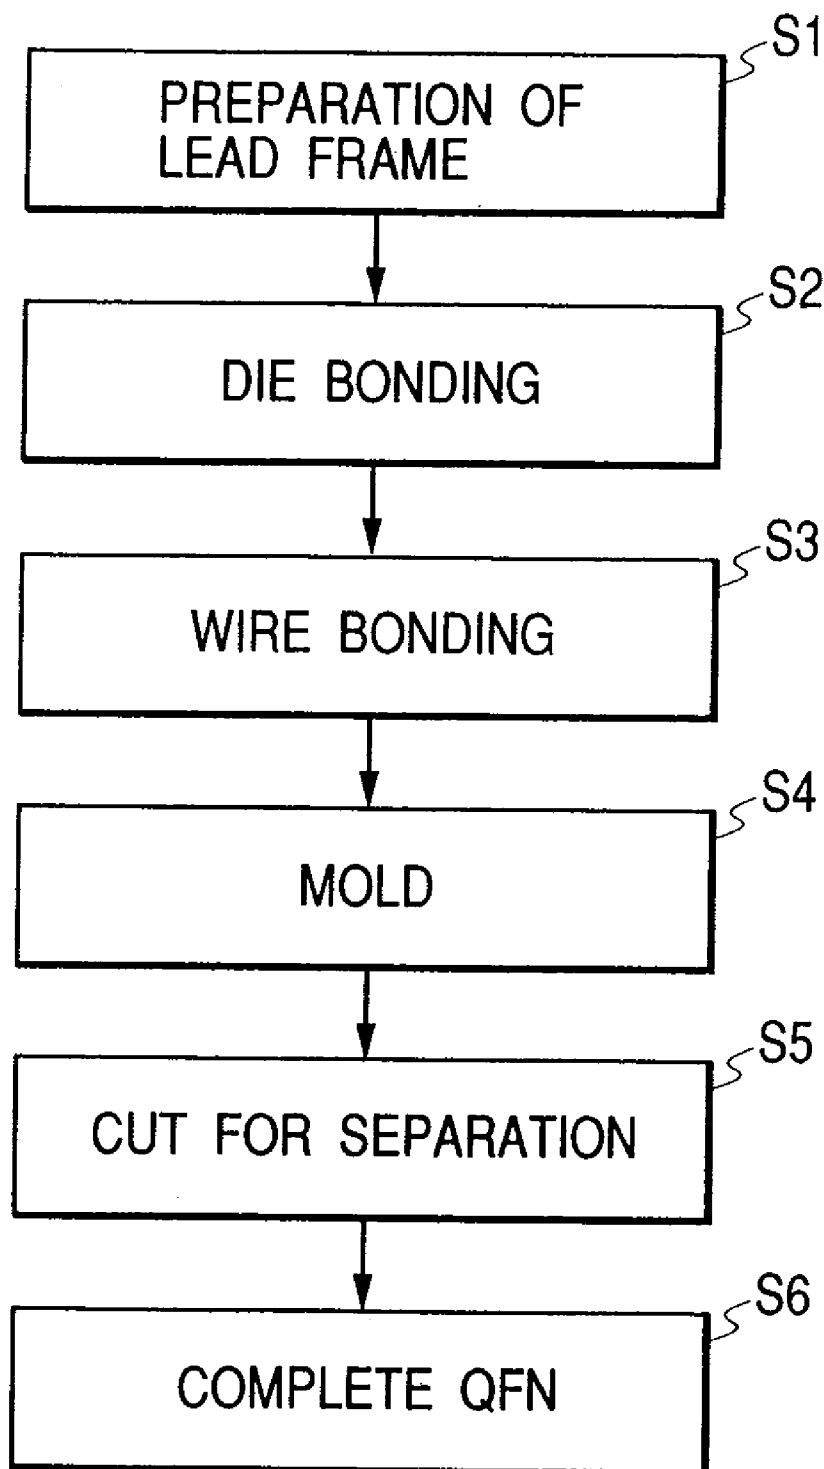 S1
PREPARATION OF
LEAD FRAME
S2
DIE BONDING
S3
WIRE BONDING
S4
MOLD
S5
CUT FOR SEPARATION
S6
COMPLETE QFN